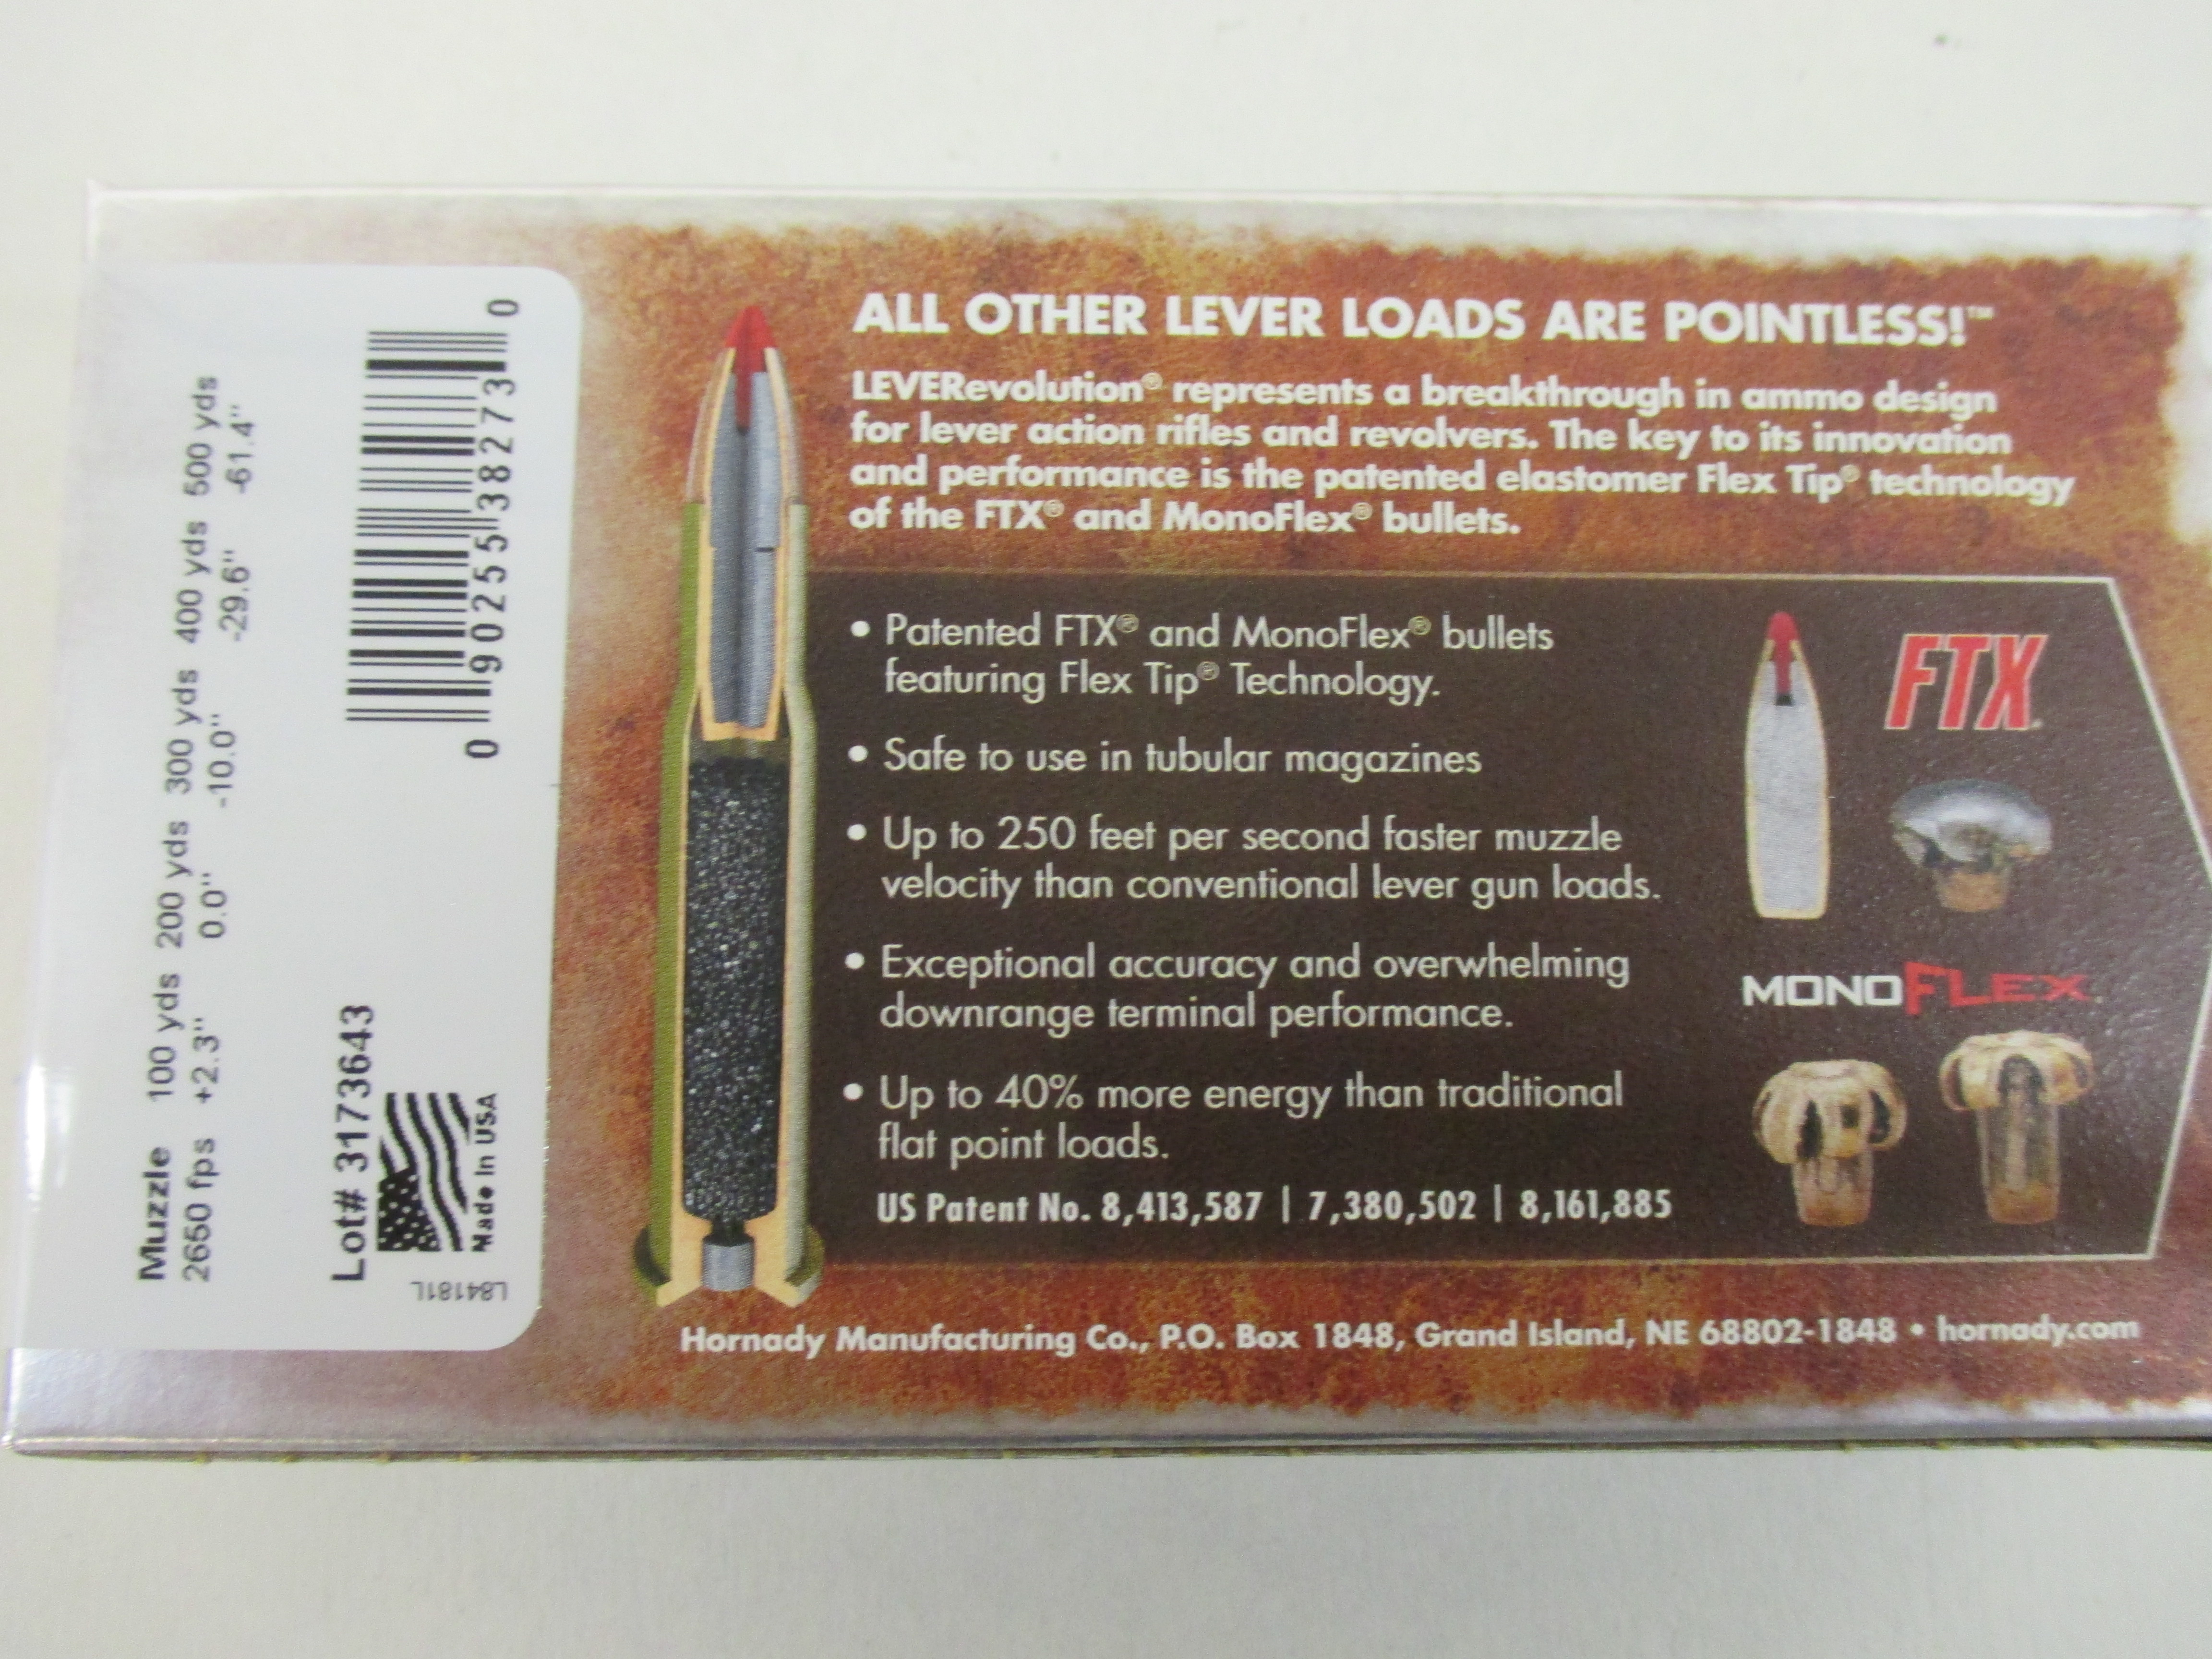 ALL OTHER LEVER LOADS ARE POINTLESS!™
LEVERevolution® represents a breakthrough in ammo design
for lever action rifles and revolvers. The key to its innovation
and performance is the patented elastomer Flex Tip® technology
of the FTX® and MonoFlex® bullets.
• Patented FTX® and MonoFlex® bullets
featuring Flex Tip® Technology.
• Safe to use in tubular magazines
• Up to 250 feet per second faster muzzle
velocity than conventional lever gun loads.
• Exceptional accuracy and overwhelming
downrange terminal performance.
• Up to 40% more energy than traditional
flat point loads.
US Patent No. 8,413,587 | 7,380,502 | 8,161,885
FTX
MONOFLEX
Hornady Manufacturing Co., P.O. Box 1848, Grand Island, NE 68802-1848 • hornady.com
Muzzle 100 yds 200 yds 300 yds 400 yds 500 yds
2650 fps +2.3" 0.0" -10.0" -29.6" -61.4"
Lot# 3173643
Made In USA
L84181L
0 90255 38273 0